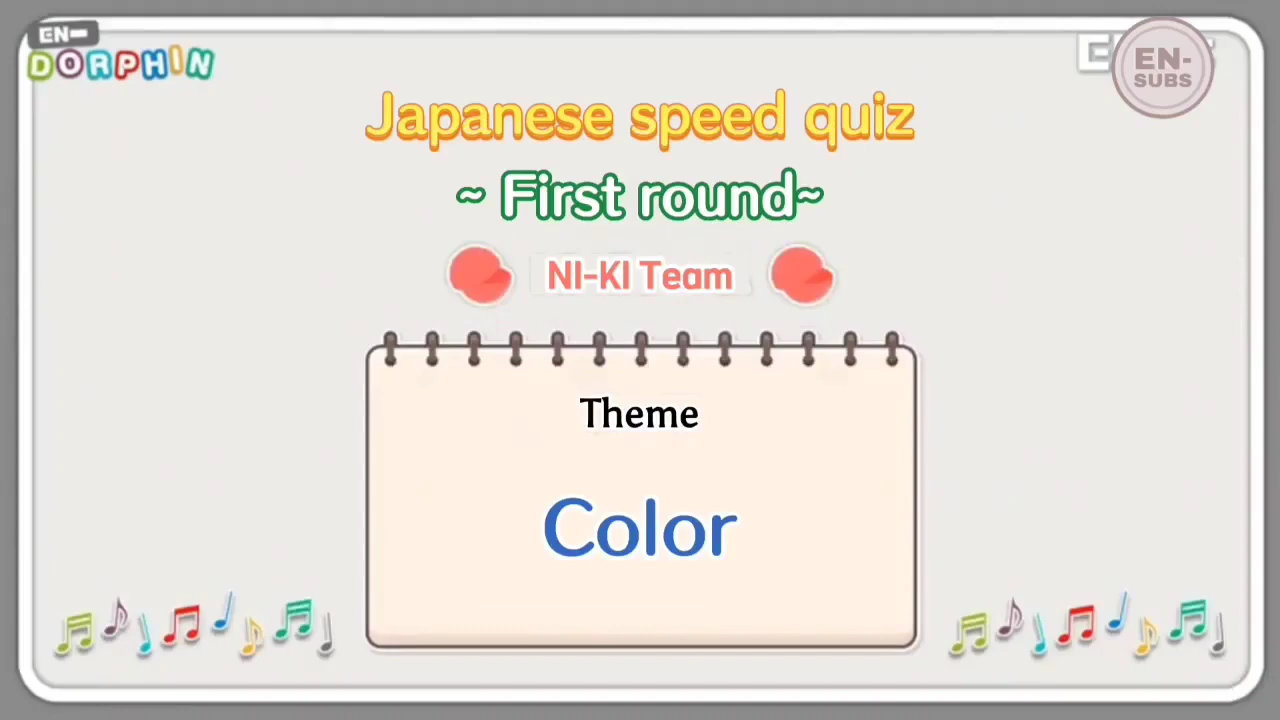 EN-
DORPHIN
EN-
SUBS
Japanese speed quiz
~ First round~
NI-KI Team
Theme
Color